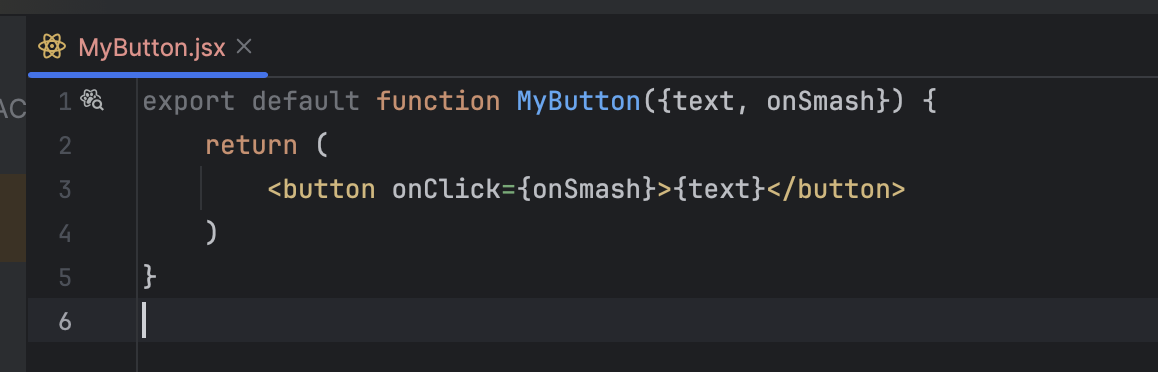 AC
MyButton.jsx
1 export default function MyButton({text, onSmash}) {
2     return (
3         <button onClick={onSmash}>{text}</button>
4     )
5 }
6